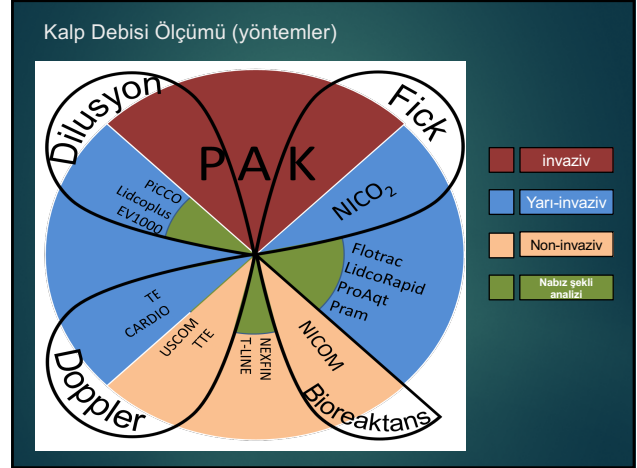 Kalp Debisi Ölçümü (yöntemler)
Dilusyon
Fick
PAK
NICO₂
PiCCO
Lidcoplus
EV1000
Flotrac
LidcoRapid
ProAqt
Pram
TE
CARDIO
USCOM
TTE
T-LINE
NEXFIN
NICOM
Doppler
Bioreaktans
invaziv
Yarı-invaziv
Non-invaziv
Nabız şekli
analizi